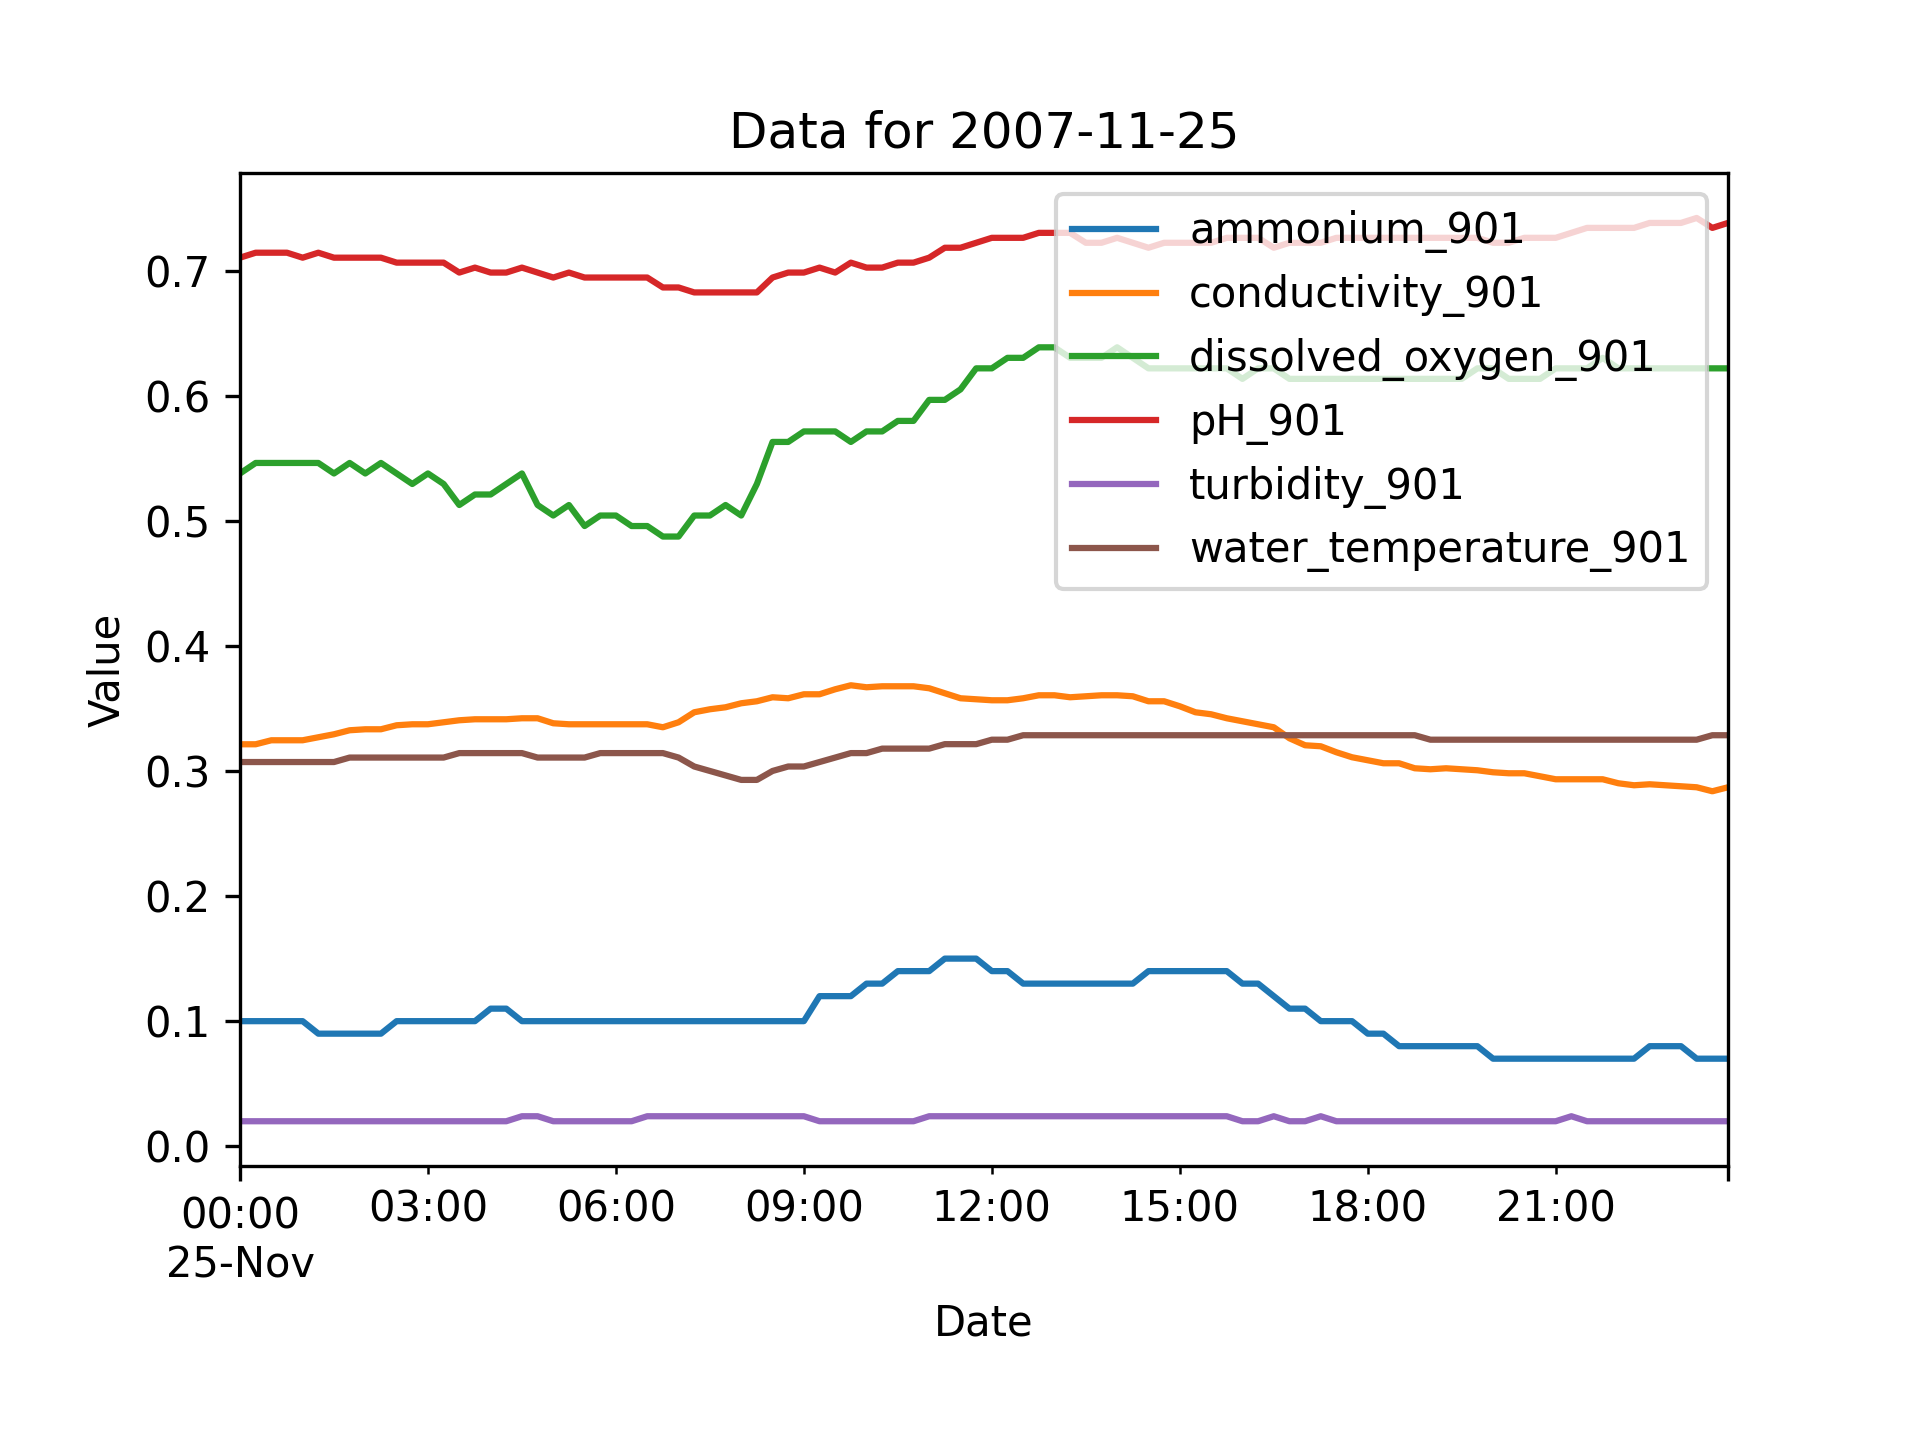 Data for 2007-11-25
ammonium_901
conductivity_901
dissolved_oxygen_901
pH_901
turbidity_901
water_temperature_901
Value
0.7
0.6
0.5
0.4
0.3
0.2
0.1
0.0
00:00 03:00 06:00 09:00 12:00 15:00 18:00 21:00
25-Nov
Date